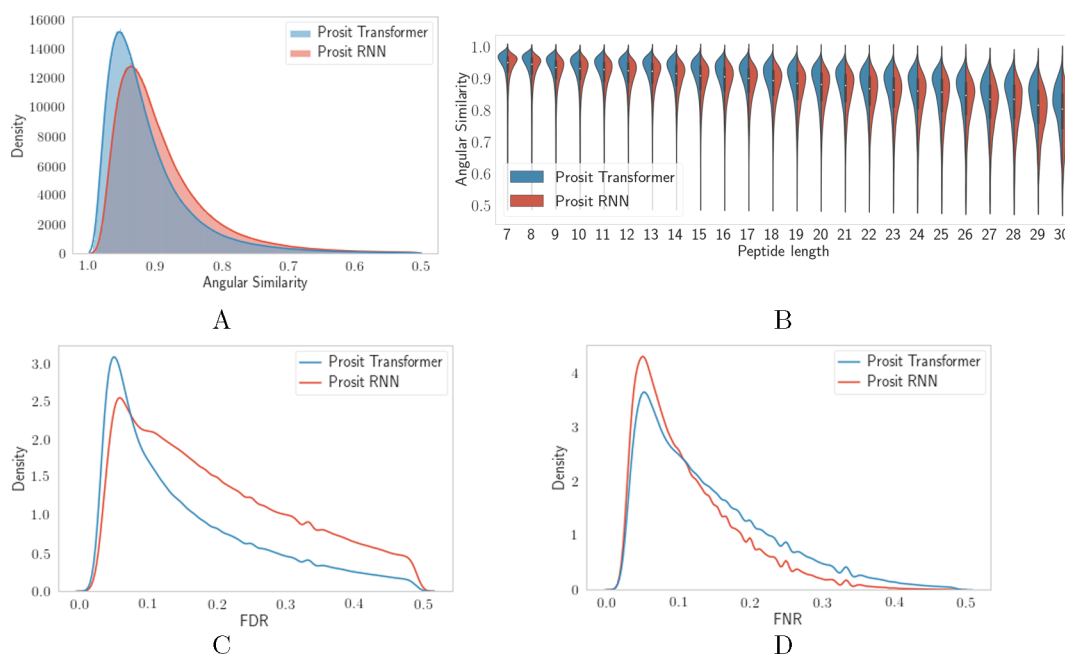 16000
14000
12000
10000
8000
6000
4000
2000
0
Density
1.0 0.9 0.8 0.7 0.6 0.5
Angular Similarity
Prosit Transformer
Prosit RNN
A
1.0
0.9
0.8
0.7
0.6
0.5
Angular Similarity
Prosit Transformer
Prosit RNN
7 8 9 10 11 12 13 14 15 16 17 18 19 20 21 22 23 24 25 26 27 28 29 30
Peptide length
B
3.0
2.5
2.0
1.5
1.0
0.5
0.0
Density
Prosit Transformer
Prosit RNN
0.0 0.1 0.2 0.3 0.4 0.5
FDR
C
4
3
2
1
0
Density
Prosit Transformer
Prosit RNN
0.0 0.1 0.2 0.3 0.4 0.5
FNR
D